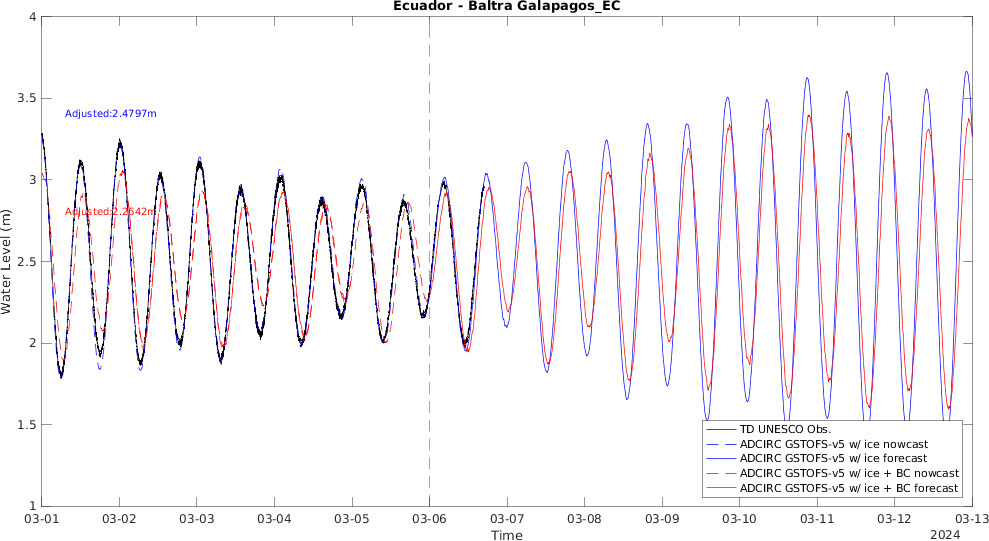 Ecuador - Baltra Galapagos_EC
4
3.5
3
2.5
2
1.5
1
Water Level (m)
Adjusted:2.4797m
Adjusted:2.2642m
TD UNESCO Obs.
ADCIRC GSTOFS-v5 w/ ice nowcast
ADCIRC GSTOFS-v5 w/ ice forecast
ADCIRC GSTOFS-v5 w/ ice + BC nowcast
ADCIRC GSTOFS-v5 w/ ice + BC forecast
03-01 03-02 03-03 03-04 03-05 03-06 03-07 03-08 03-09 03-10 03-11 03-12 03-13
Time
2024